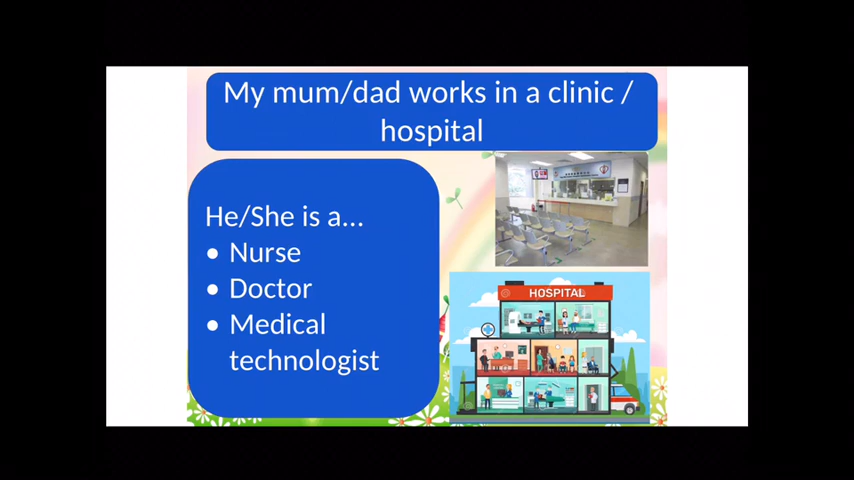 My mum/dad works in a clinic /
hospital
He/She is a...
• Nurse
• Doctor
• Medical
technologist
HOSPITAL